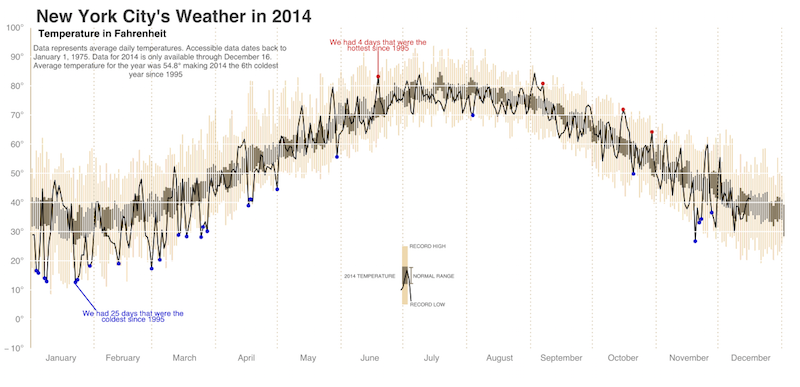 New York City's Weather in 2014
Temperature in Fahrenheit
Data represents average daily temperatures. Accessible data dates back to
January 1, 1975. Data for 2014 is only available through December 16.
Average temperature for the year was 54.8° making 2014 the 6th coldest
year since 1995
We had 4 days that were the
hottest since 1995
100°
90°
80°
70°
60°
50°
40°
30°
20°
10°
0°
−10°
RECORD HIGH
2014 TEMPERATURE
NORMAL RANGE
RECORD LOW
We had 25 days that were the
coldest since 1995
January
February
March
April
May
June
July
August
September
October
November
December